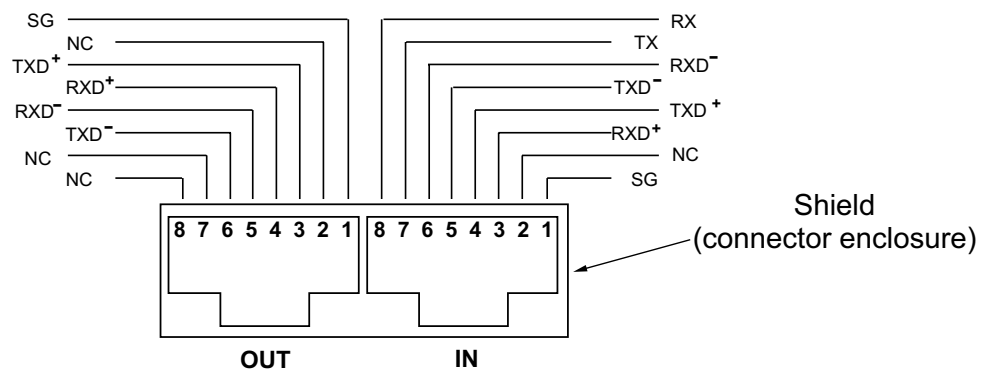 SG
NC
TXD+
RXD+
RXD-
TXD-
NC
NC
RX
TX
RXD-
TXD-
TXD+
RXD+
NC
SG
Shield
(connector enclosure)
8 7 6 5 4 3 2 1
8 7 6 5 4 3 2 1
OUT
IN